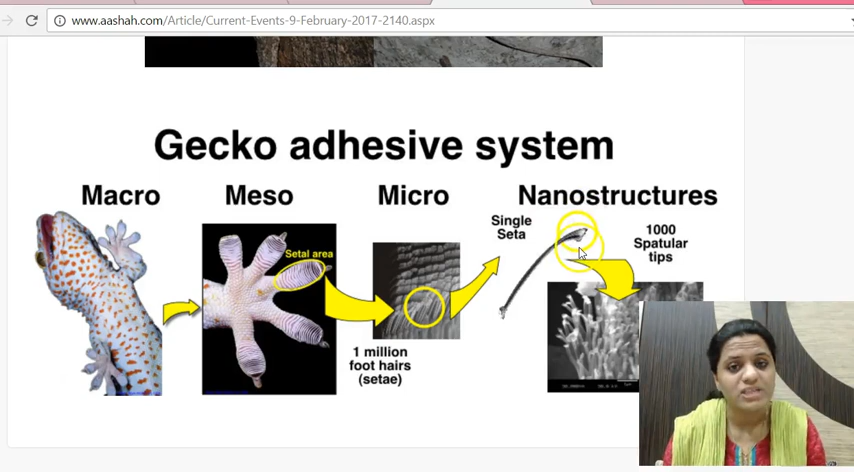 www.aashah.com/Article/Current-Events-9-February-2017-2140.aspx
Gecko adhesive system
Macro
Meso
Micro
Nanostructures
Single
Seta
1000
Spatular
tips
Setal area
1 million
foot hairs
(setae)